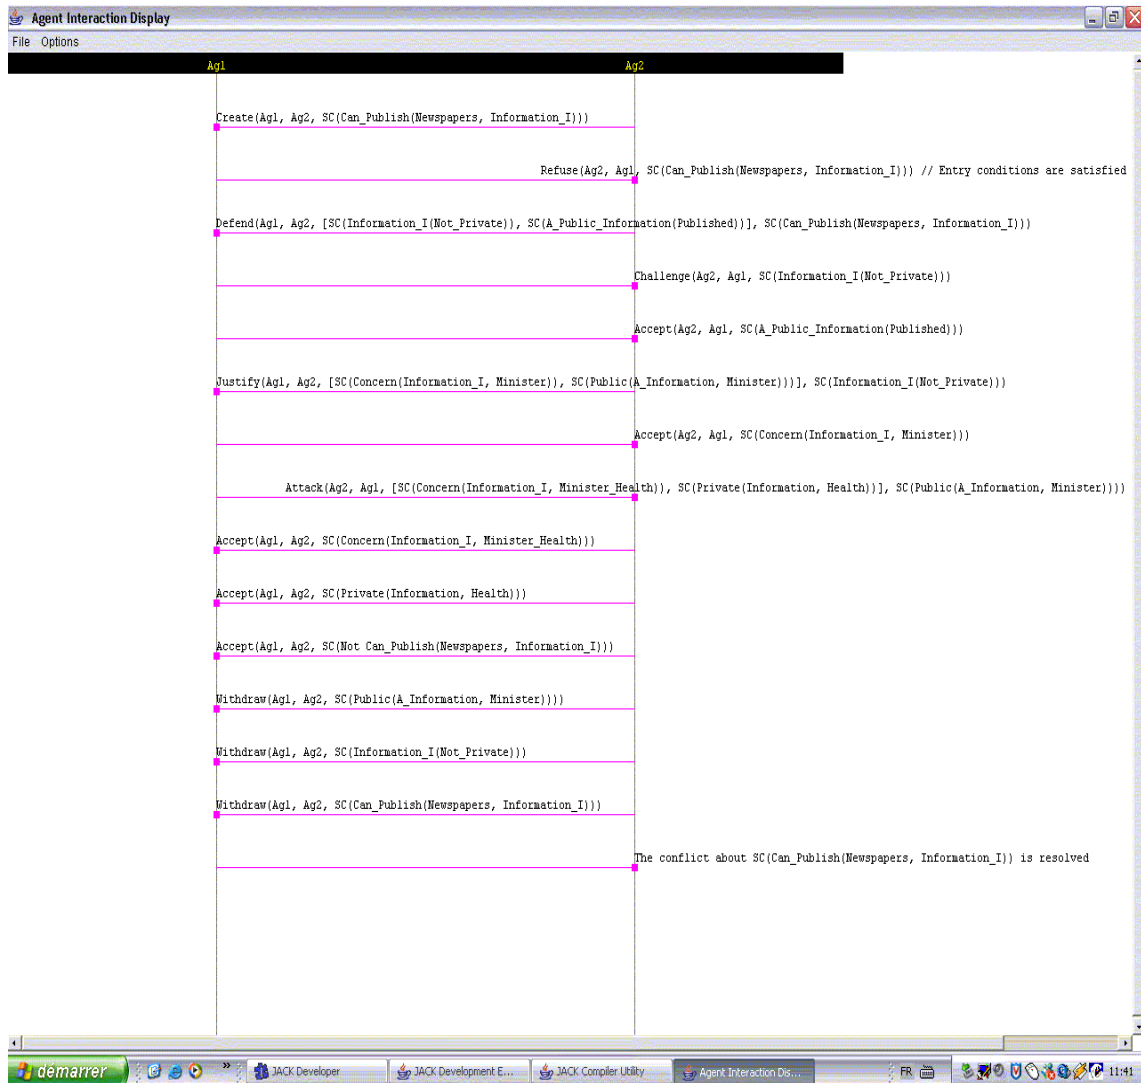 Agent Interaction Display
File Options
Ag1 Ag2
Create(Ag1, Ag2, SC(Can_Publish(Newspapers, Information_I)))
Refuse(Ag2, Ag1, SC(Can_Publish(Newspapers, Information_I))) // Entry conditions are satisfied
Defend(Ag1, Ag2, [SC(Information_I(Not_Private)), SC(A_Public_Information(Published))], SC(Can_Publish(Newspapers, Information_I)))
Challenge(Ag2, Ag1, SC(Information_I(Not_Private)))
Accept(Ag2, Ag1, SC(A_Public_Information(Published)))
Justify(Ag1, Ag2, [SC(Concern(Information_I, Minister)), SC(Public(A_Information, Minister)))], SC(Information_I(Not_Private)))
Accept(Ag2, Ag1, SC(Concern(Information_I, Minister)))
Attack(Ag2, Ag1, [SC(Concern(Information_I, Minister_Health)), SC(Private(Information, Health))], SC(Public(A_Information, Minister))))
Accept(Ag1, Ag2, SC(Concern(Information_I, Minister_Health)))
Accept(Ag1, Ag2, SC(Private(Information, Health)))
Accept(Ag1, Ag2, SC(Not Can_Publish(Newspapers, Information_I)))
Withdraw(Ag1, Ag2, SC(Public(A_Information, Minister))))
Withdraw(Ag1, Ag2, SC(Information_I(Not_Private)))
Withdraw(Ag1, Ag2, SC(Can_Publish(Newspapers, Information_I)))
The conflict about SC(Can_Publish(Newspapers, Information_I)) is resolved
démarrer » JACK Developer JACK Development E... JACK Compiler Utility Agent Interaction Dis... FR 11:41